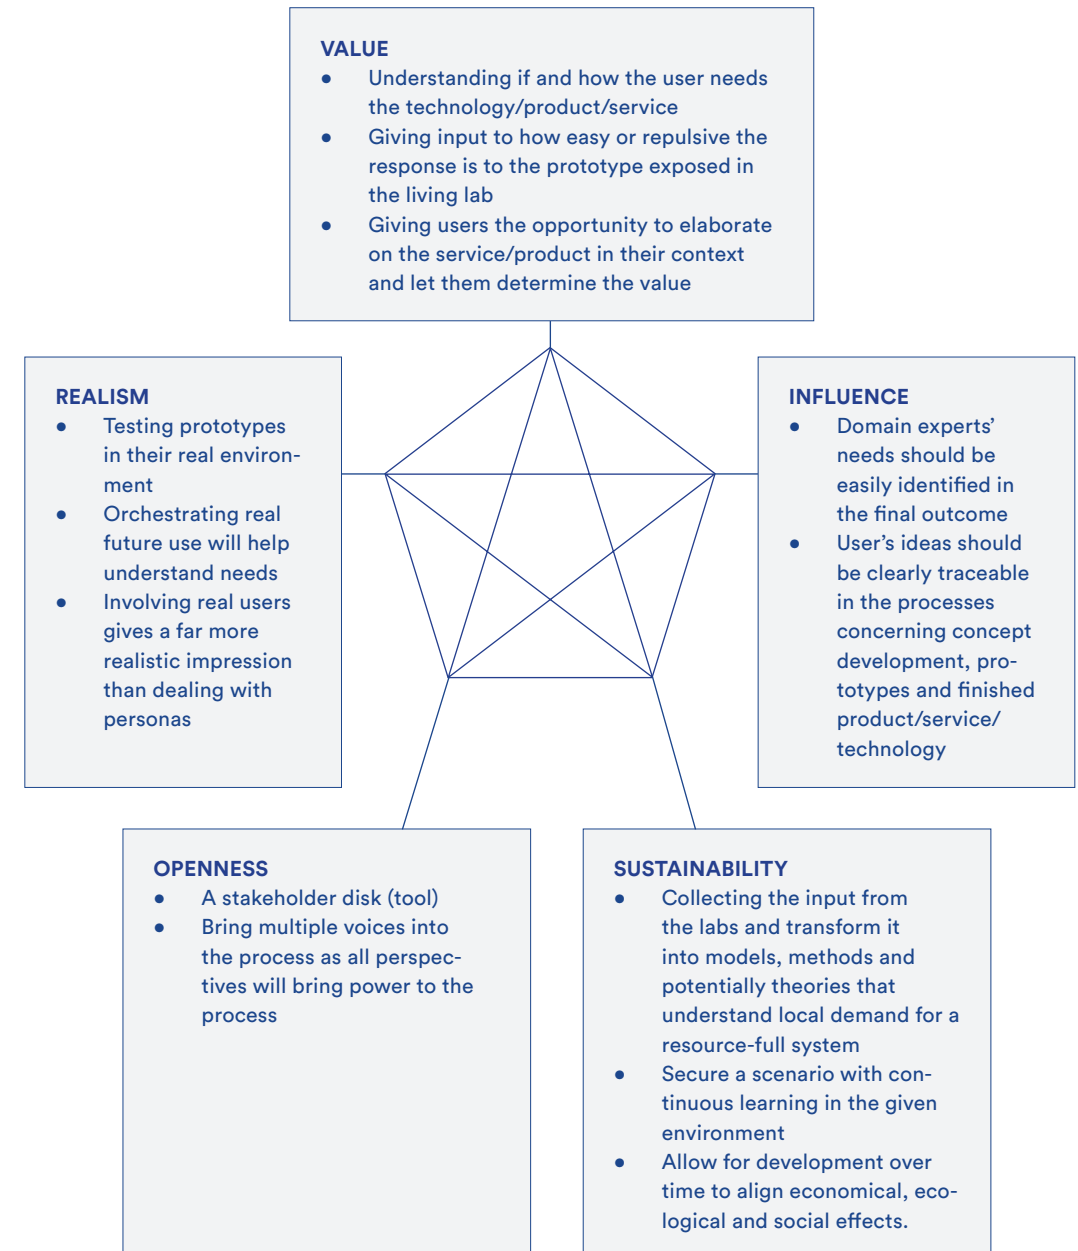 VALUE
● Understanding if and how the user needs
the technology/product/service
● Giving input to how easy or repulsive the
response is to the prototype exposed in
the living lab
● Giving users the opportunity to elaborate
on the service/product in their context
and let them determine the value
REALISM
● Testing prototypes
in their real environ-
ment
● Orchestrating real
future use will help
understand needs
● Involving real users
gives a far more
realistic impression
than dealing with
personas
INFLUENCE
● Domain experts’
needs should be
easily identified in
the final outcome
● User’s ideas should
be clearly traceable
in the processes
concerning concept
development, pro-
totypes and finished
product/service/
technology
OPENNESS
● A stakeholder disk (tool)
● Bring multiple voices into
the process as all perspec-
tives will bring power to the
process
SUSTAINABILITY
● Collecting the input from
the labs and transform it
into models, methods and
potentially theories that
understand local demand for a
resource-full system
● Secure a scenario with con-
tinuous learning in the given
environment
● Allow for development over
time to align economical, eco-
logical and social effects.